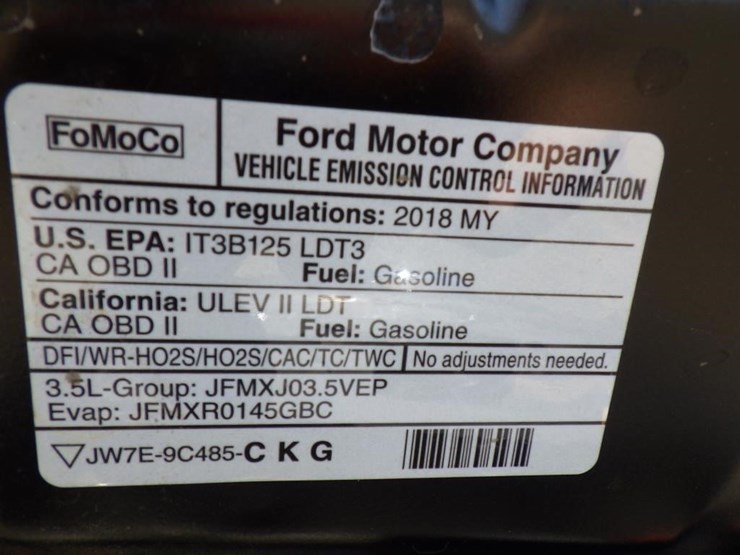 FoMoCo
Ford Motor Company
VEHICLE EMISSION CONTROL INFORMATION
Conforms to regulations: 2018 MY
U.S. EPA: IT3B125 LDT3
CA OBD II Fuel: Gasoline
California: ULEV II LDT
CA OBD II Fuel: Gasoline
DFI/WR-HO2S/HO2S/CAC/TC/TWC No adjustments needed.
3.5L-Group: JFMXJ03.5VEP
Evap: JFMXR0145GBC
JW7E-9C485-C K G